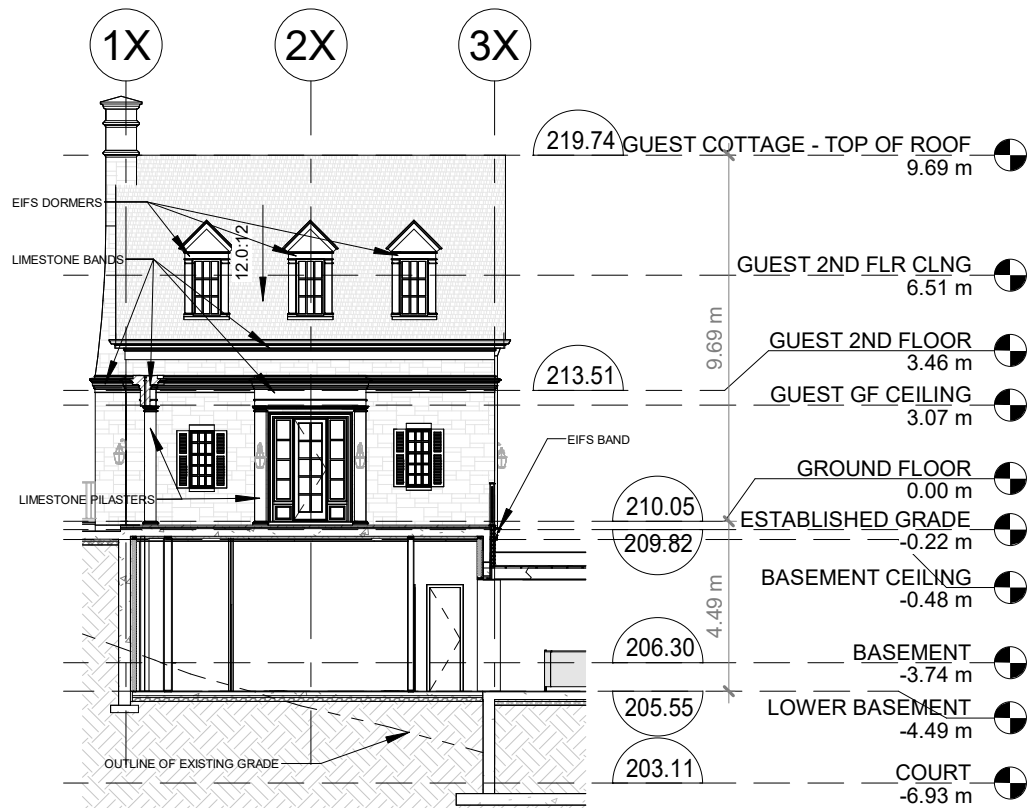 1X
2X
3X
219.74
GUEST COTTAGE - TOP OF ROOF
9.69 m
EIFS DORMERS
12.0:12
LIMESTONE BANDS
GUEST 2ND FLR CLNG
6.51 m
9.69 m
GUEST 2ND FLOOR
3.46 m
213.51
GUEST GF CEILING
3.07 m
EIFS BAND
LIMESTONE PILASTERS
GROUND FLOOR
0.00 m
210.05
ESTABLISHED GRADE
-0.22 m
209.82
BASEMENT CEILING
-0.48 m
4.49 m
206.30
BASEMENT
-3.74 m
205.55
LOWER BASEMENT
-4.49 m
OUTLINE OF EXISTING GRADE
203.11
COURT
-6.93 m